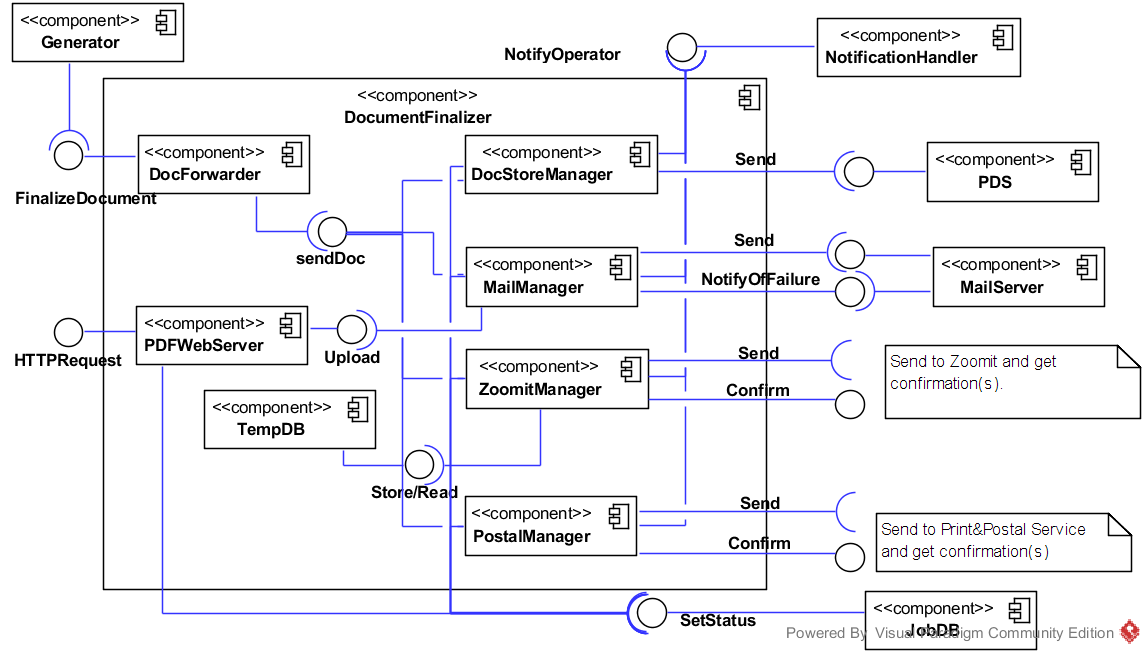 <<component>>
Generator
NotifyOperator
<<component>>
NotificationHandler
<<component>>
DocumentFinalizer
<<component>>
DocForwarder
FinalizeDocument
<<component>>
DocStoreManager
Send
<<component>>
PDS
sendDoc
<<component>>
MailManager
Send
NotifyOfFailure
<<component>>
MailServer
HTTPRequest
<<component>>
PDFWebServer
Upload
<<component>>
ZoomitManager
Send
Confirm
Send to Zoomit and get
confirmation(s).
<<component>>
TempDB
Store/Read
<<component>>
PostalManager
Send
Confirm
Send to Print&Postal Service
and get confirmation(s)
SetStatus
<<component>>
JobDB
Powered By Visual Paradigm Community Edition